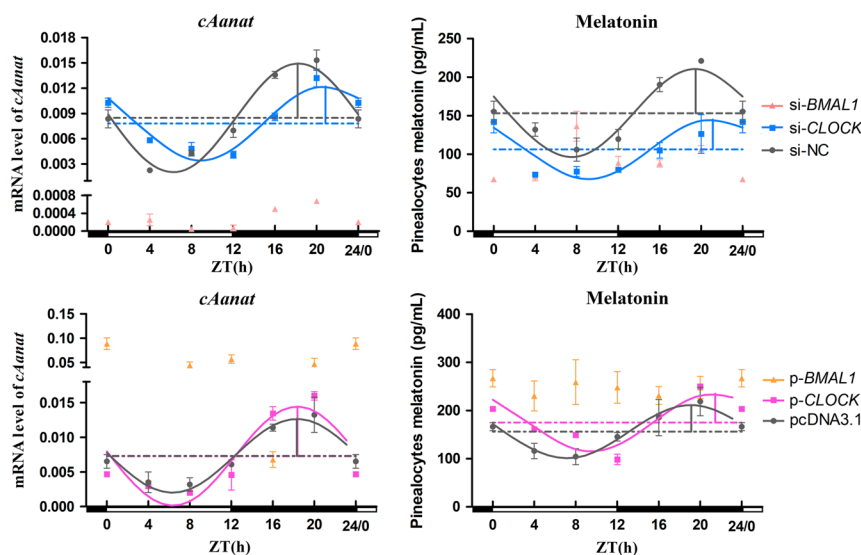 cAanat
mRNA level of cAanat
0.018
0.015
0.012
0.009
0.006
0.003
0.0008
0.0004
0.0000
0 4 8 12 16 20 24/0
ZT(h)
Melatonin
Pinealocytes melatonin (pg/mL)
250
200
150
100
50
0
0 4 8 12 16 20 24/0
ZT(h)
si-BMAL1
si-CLOCK
si-NC
cAanat
mRNA level of cAanat
0.15
0.10
0.05
0.015
0.010
0.005
0.000
0 4 8 12 16 20 24/0
ZT(h)
Melatonin
Pinealocytes melatonin (pg/mL)
400
300
200
100
0
0 4 8 12 16 20 24/0
ZT(h)
p-BMAL1
p-CLOCK
pcDNA3.1